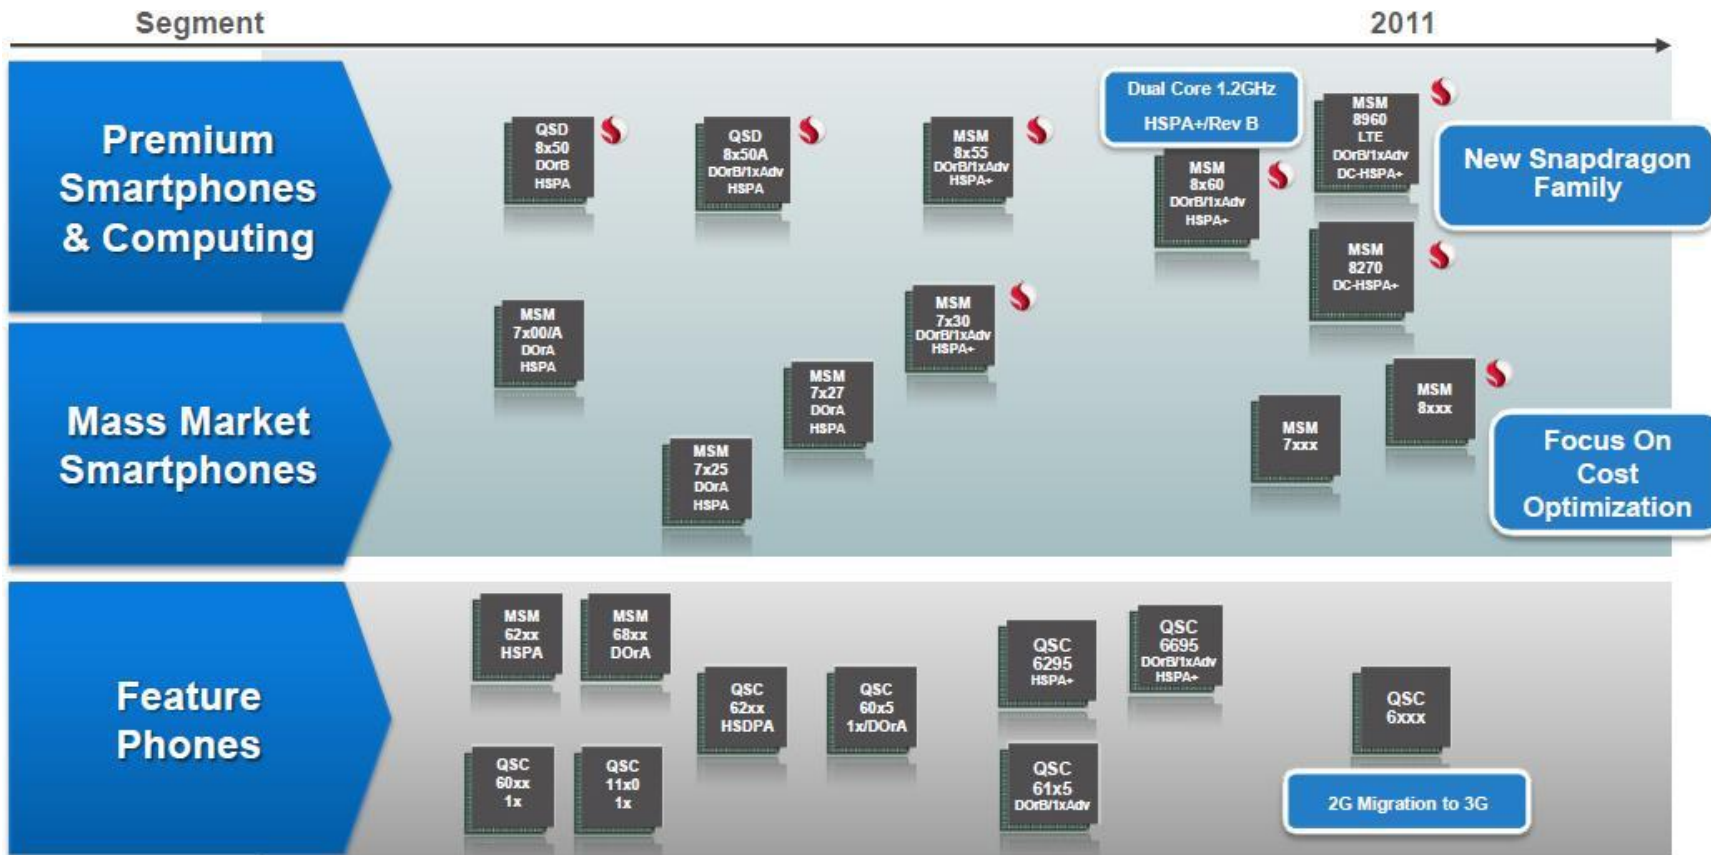 Segment
2011
Premium
Smartphones
& Computing
QSD
8x50
DOrB
HSPA
QSD
8x50A
DOrB/1xAdv
HSPA
MSM
8x55
DOrB/1xAdv
HSPA+
Dual Core 1.2GHz
HSPA+/Rev B
MSM
8x60
DOrB/1xAdv
HSPA+
MSM
8960
LTE
DOrB/1xAdv
DC-HSPA+
New Snapdragon
Family
MSM
8270
DC-HSPA+
Mass Market
Smartphones
MSM
7x00/A
DOrA
HSPA
MSM
7x25
DOrA
HSPA
MSM
7x27
DOrA
HSPA
MSM
7x30
DOrB/1xAdv
HSPA+
MSM
7xxx
MSM
8xxx
Focus On
Cost
Optimization
Feature
Phones
MSM
62xx
HSPA
MSM
68xx
DOrA
QSC
60xx
1x
QSC
11x0
1x
QSC
62xx
HSDPA
QSC
60x5
1x/DOrA
QSC
6295
HSPA+
QSC
6695
DOrB/1xAdv
HSPA+
QSC
61x5
DOrB/1xAdv
QSC
6xxx
2G Migration to 3G